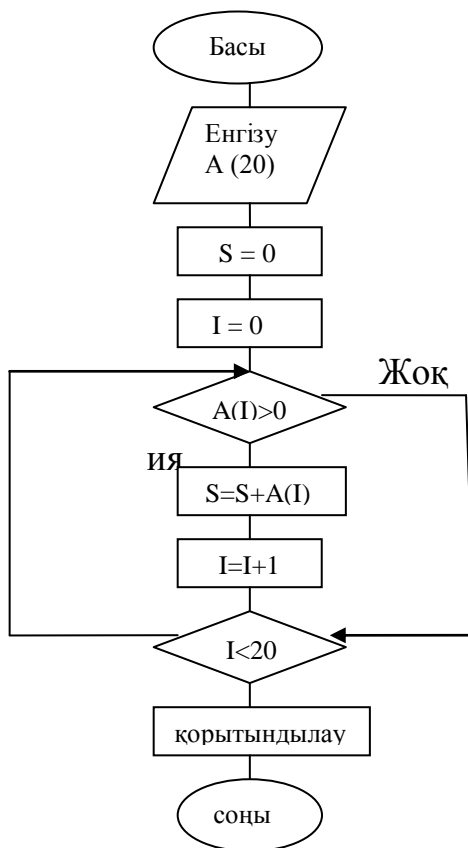 Басы
Енгізу
A (20)
S = 0
I = 0
Жоқ
A(I)>0
ия
S=S+A(I)
I=I+1
I<20
қорытындылау
соңы